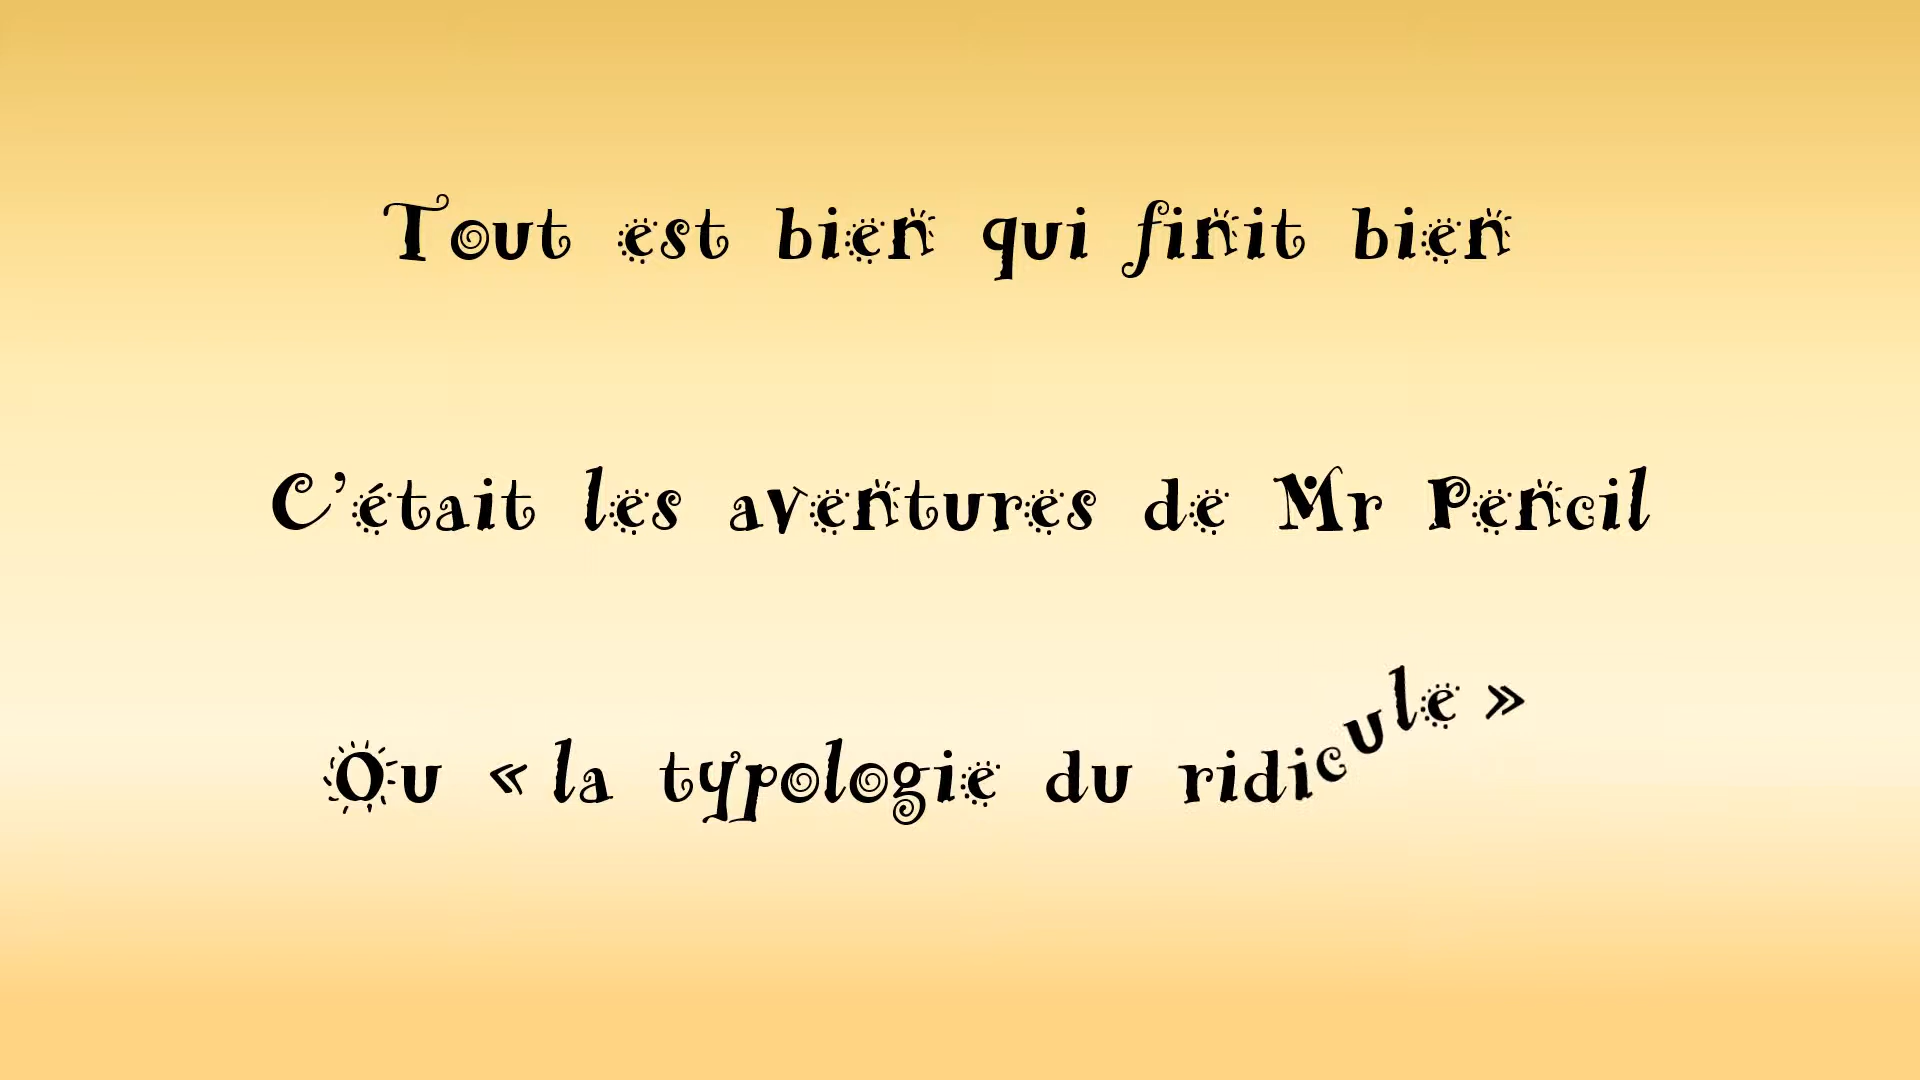 Tout est bien qui finit bien
C'était les aventures de Mr Pencil
Ou « la typologie du ridicule »